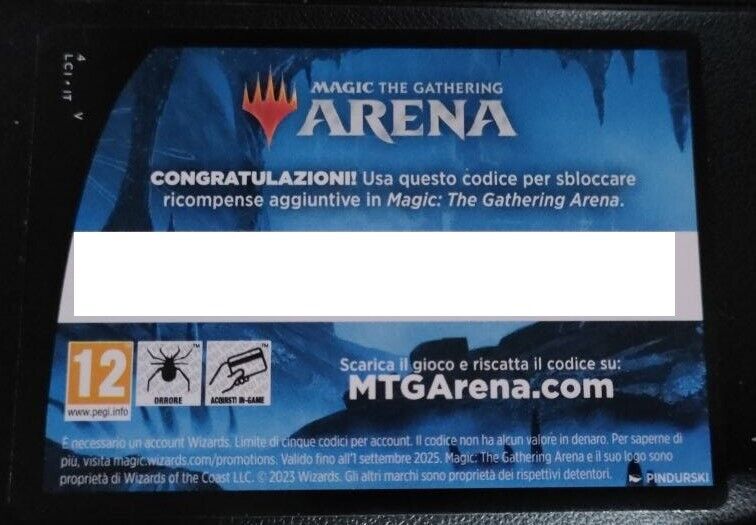 4
LCI • IT
V
MAGIC THE GATHERING
ARENA
CONGRATULAZIONI! Usa questo codice per sbloccare
ricompense aggiuntive in Magic: The Gathering Arena.
12
www.pegi.info
ORRORE
ACQUISTI IN-GAME
TM
TM
Scarica il gioco e riscatta il codice su:
MTGArena.com
È necessario un account Wizards. Limite di cinque codici per account. Il codice non ha alcun valore in denaro. Per saperne di
più, visita magic.wizards.com/promotions. Valido fino all'1 settembre 2025. Magic: The Gathering Arena e il suo logo sono
proprietà di Wizards of the Coast LLC. © 2023 Wizards. Gli altri marchi sono proprietà dei rispettivi detentori.
PINDURSKI